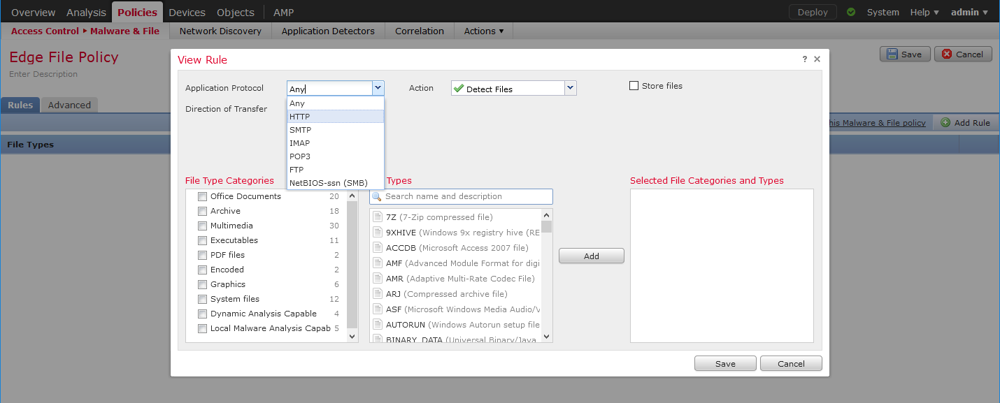 Overview Analysis Policies Devices Objects AMP Deploy System Help ▾ admin ▾
Access Control ▸ Malware & File Network Discovery Application Detectors Correlation Actions ▾
Edge File Policy
Enter Description
Save Cancel
Rules Advanced
his Malware & File policy Add Rule
File Types
View Rule
? ×
Application Protocol Any Action Detect Files Store files
Direction of Transfer
Any
HTTP
SMTP
IMAP
POP3
FTP
NetBIOS-ssn (SMB)
File Type Categories
Office Documents 20
Archive 18
Multimedia 30
Executables 11
PDF files 2
Encoded 2
Graphics 6
System files 12
Dynamic Analysis Capable 4
Local Malware Analysis Capab 5
Types
Search name and description
7Z (7-Zip compressed file)
9XHIVE (Windows 9x registry hive (RE
ACCDB (Microsoft Access 2007 file)
AMF (Advanced Module Format for digi
AMR (Adaptive Multi-Rate Codec File)
ARJ (Compressed archive file)
ASF (Microsoft Windows Media Audio/V
AUTORUN (Windows Autorun setup file
BINARY_DATA (Universal Binary/Java
Add
Selected File Categories and Types
Save Cancel